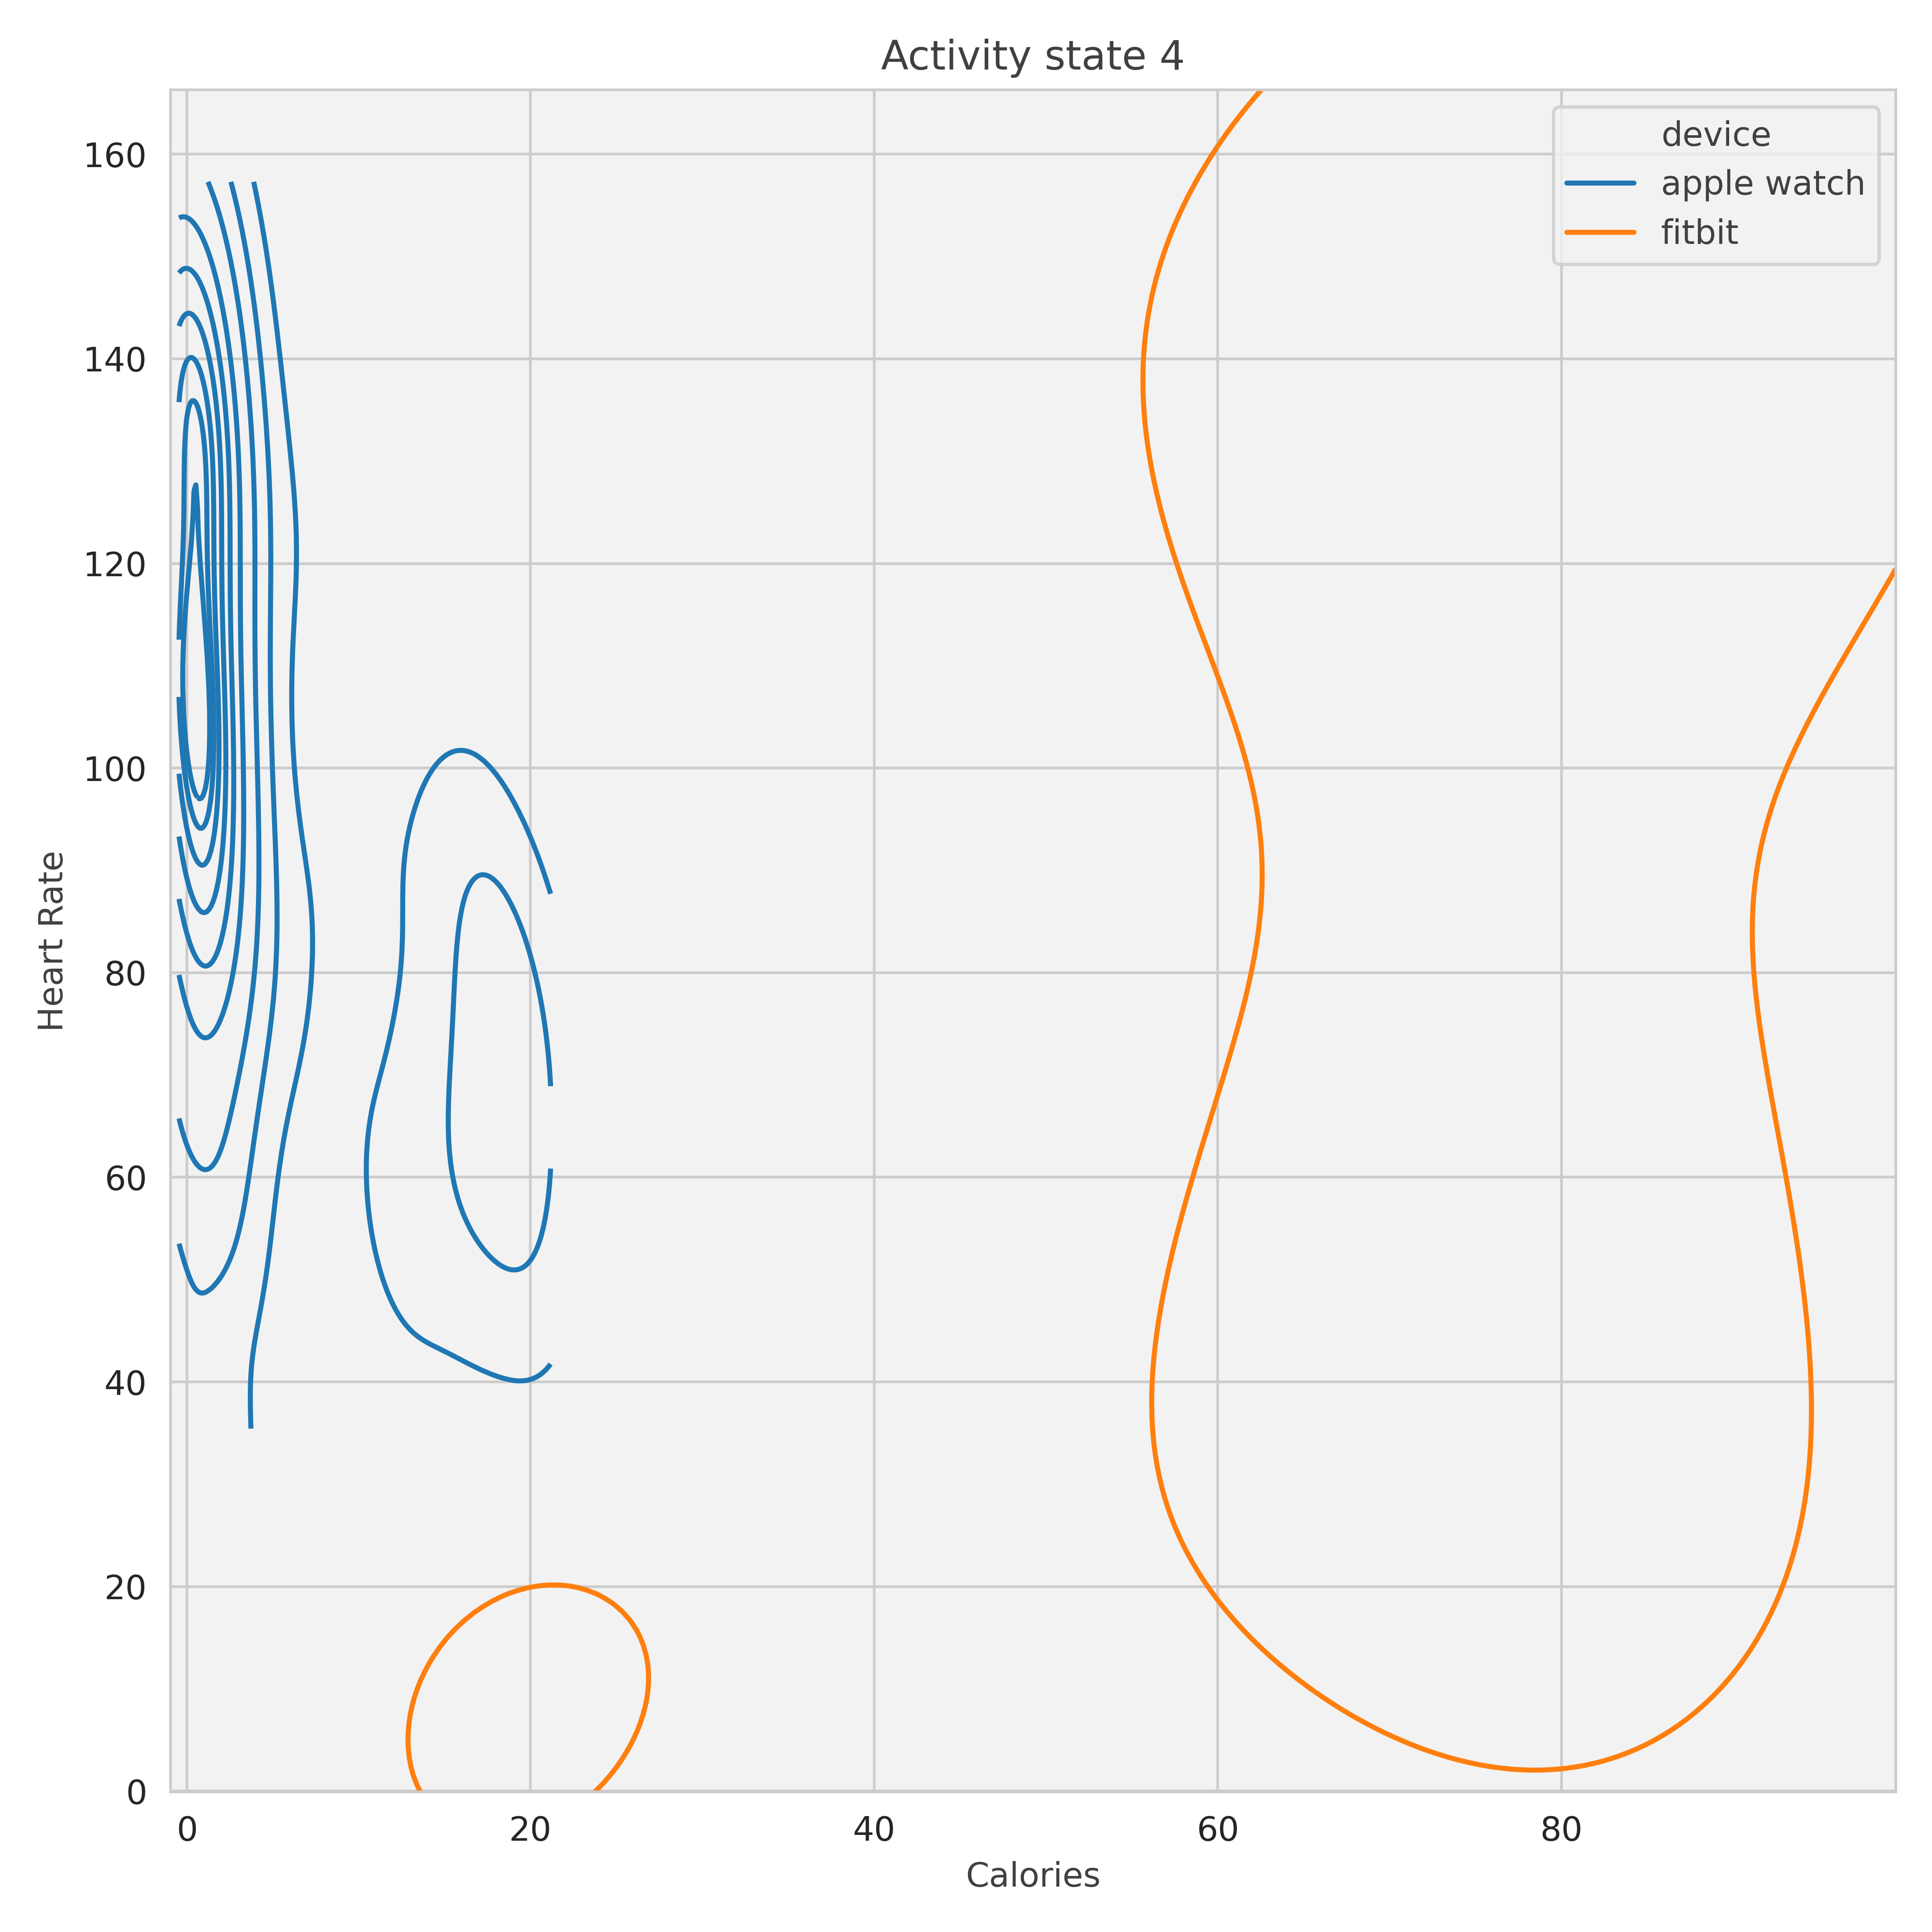 Activity state 4
device
apple watch
fitbit
160
140
120
100
80
60
40
20
0
Heart Rate
0 20 40 60 80
Calories